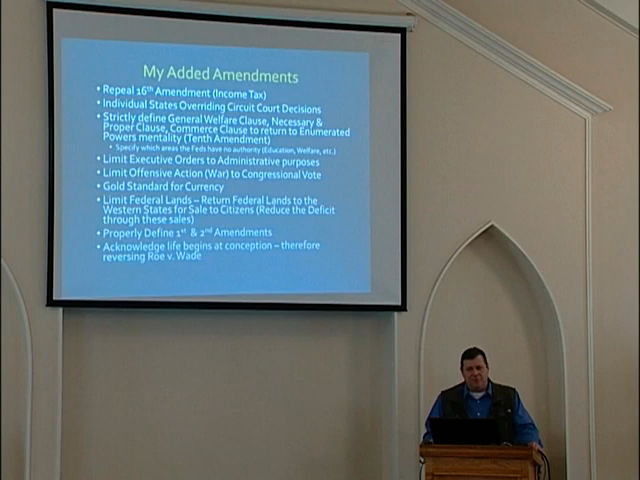 My Added Amendments
• Repeal 16th Amendment (Income Tax)
• Individual States Overriding Circuit Court Decisions
• Strictly define General Welfare Clause, Necessary &
Proper Clause, Commerce Clause to return to Enumerated
Powers mentality (Tenth Amendment)
• Specify which areas the Feds have no authority (Education, Welfare, etc.)
• Limit Executive Orders to Administrative purposes
• Limit Offensive Action (War) to Congressional Vote
• Gold Standard for Currency
• Limit Federal Lands – Return Federal Lands to the
Western States for Sale to Citizens (Reduce the Deficit
through these sales)
• Properly Define 1st & 2nd Amendments
• Acknowledge life begins at conception – therefore
reversing Roe v. Wade